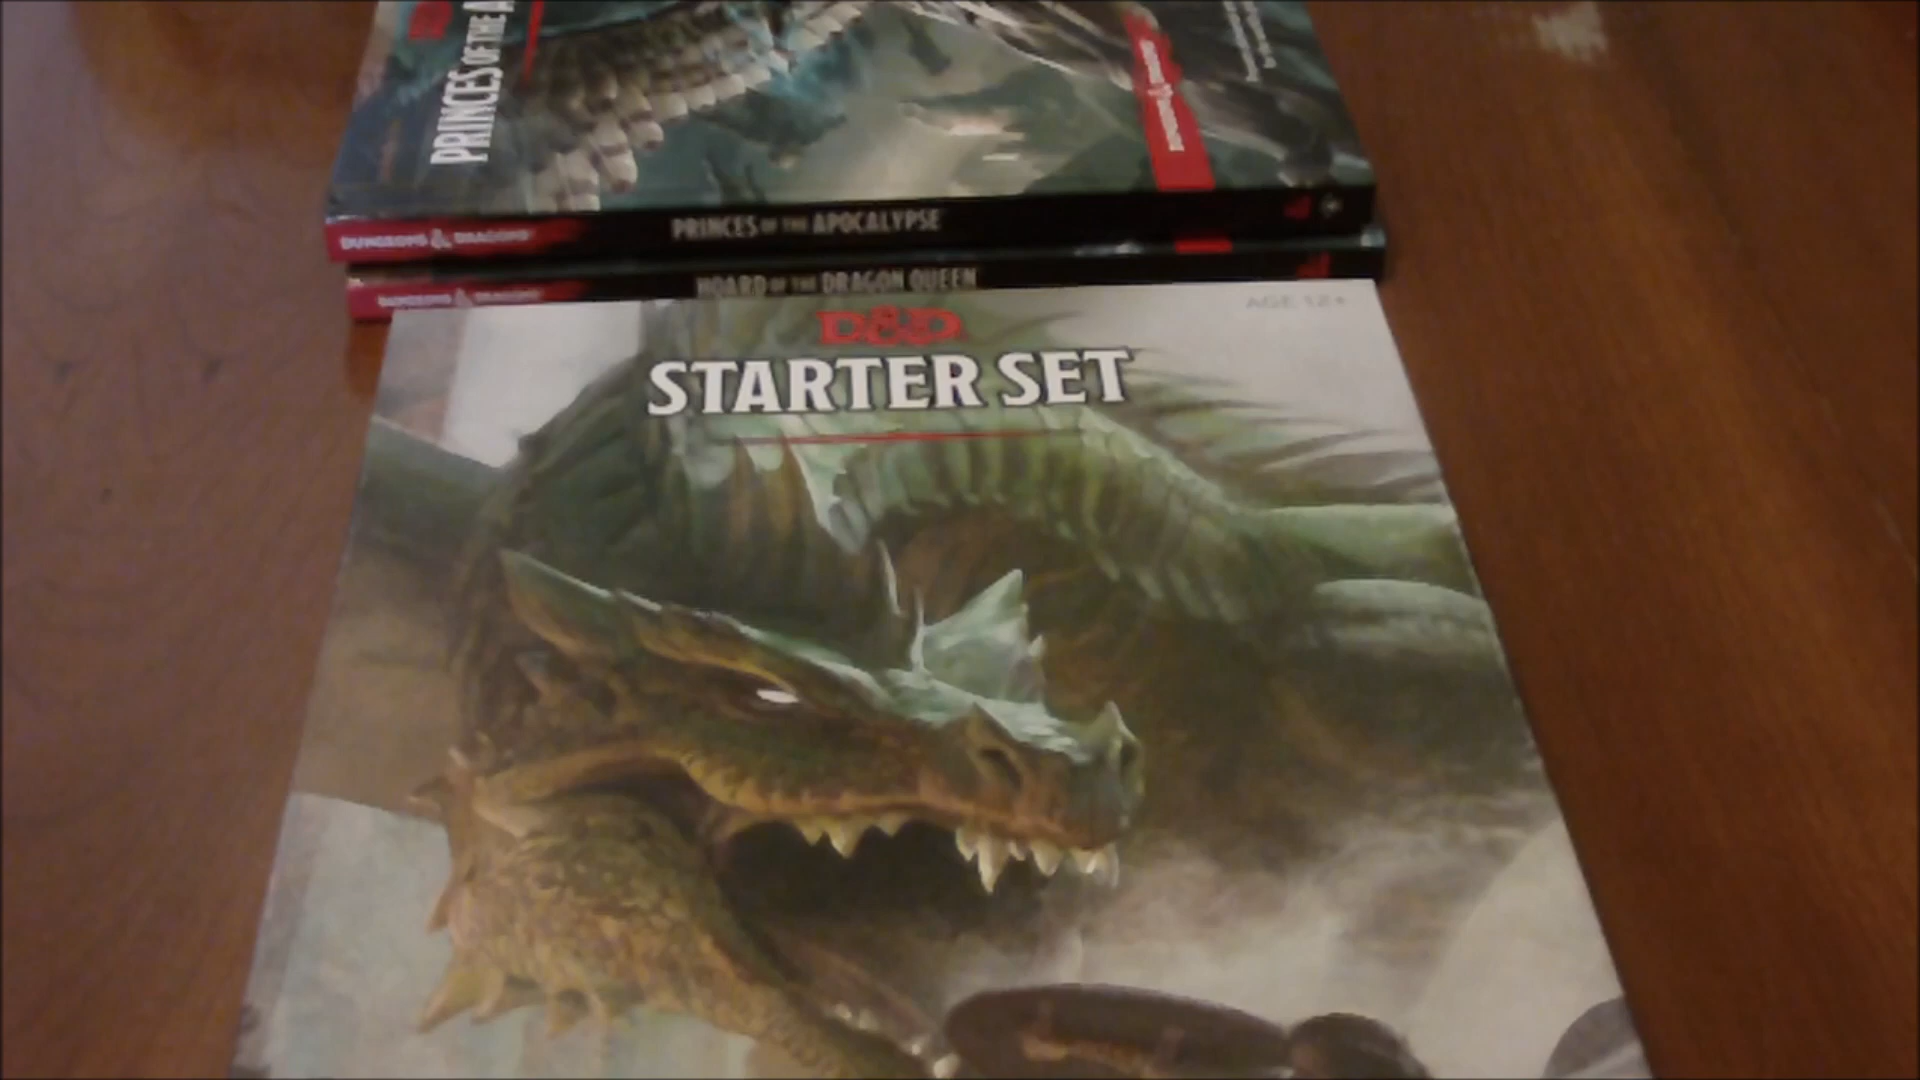 PRINCES OF THE A
DUNGEONS & DRAGONS
PRINCES OF THE APOCALYPSE
DUNGEONS & DRAGONS
HOARD OF THE DRAGON QUEEN
D&D
AGE 12+
STARTER SET